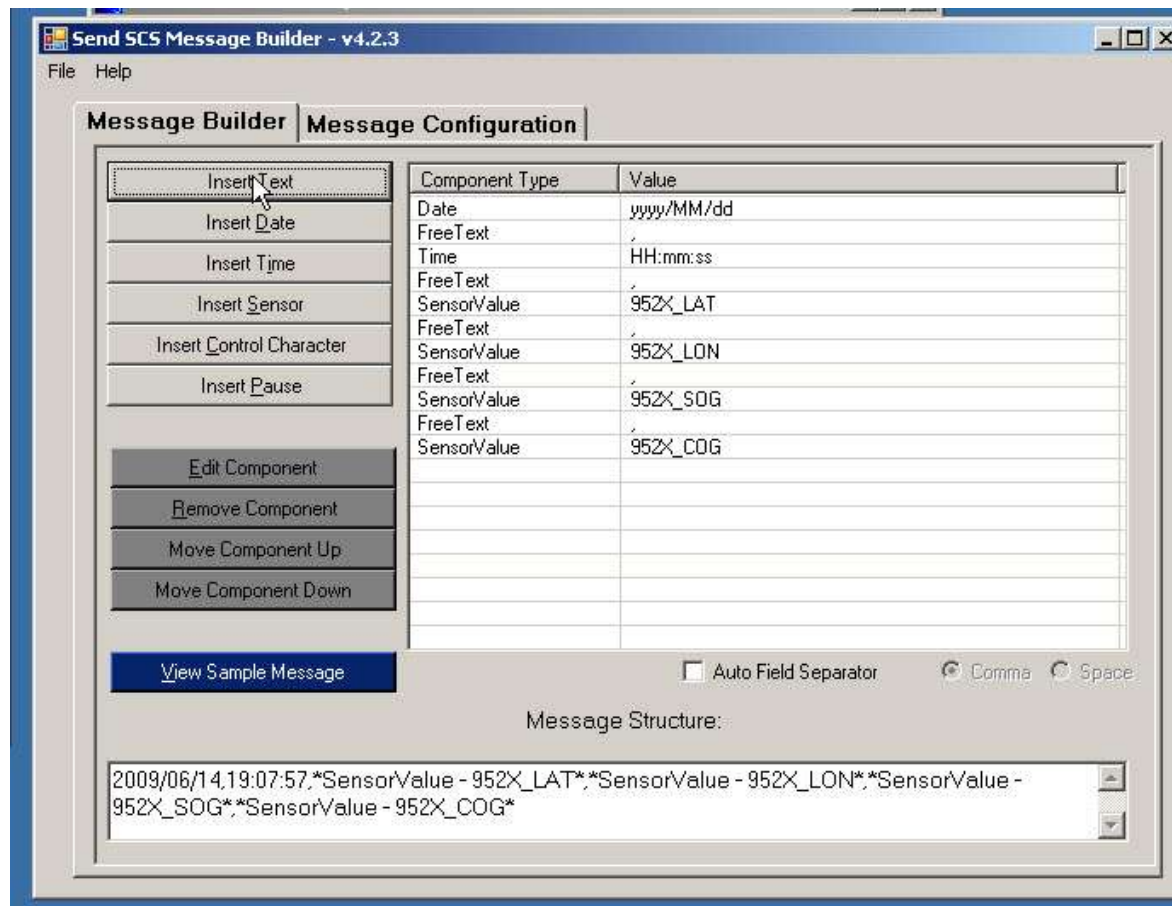 Send SCS Message Builder - v4.2.3
File Help
Message Builder Message Configuration
Insert Text
Insert Date
Insert Time
Insert Sensor
Insert Control Character
Insert Pause
Edit Component
Remove Component
Move Component Up
Move Component Down
View Sample Message
Component Type Value
Date yyyy/MM/dd
FreeText ,
Time HH:mm:ss
FreeText ,
SensorValue 952X_LAT
FreeText ,
SensorValue 952X_LON
FreeText ,
SensorValue 952X_SOG
FreeText ,
SensorValue 952X_COG
Auto Field Separator Comma Space
Message Structure:
2009/06/14,19:07:57,*SensorValue - 952X_LAT*,*SensorValue - 952X_LON*,*SensorValue -
952X_SOG*,*SensorValue - 952X_COG*